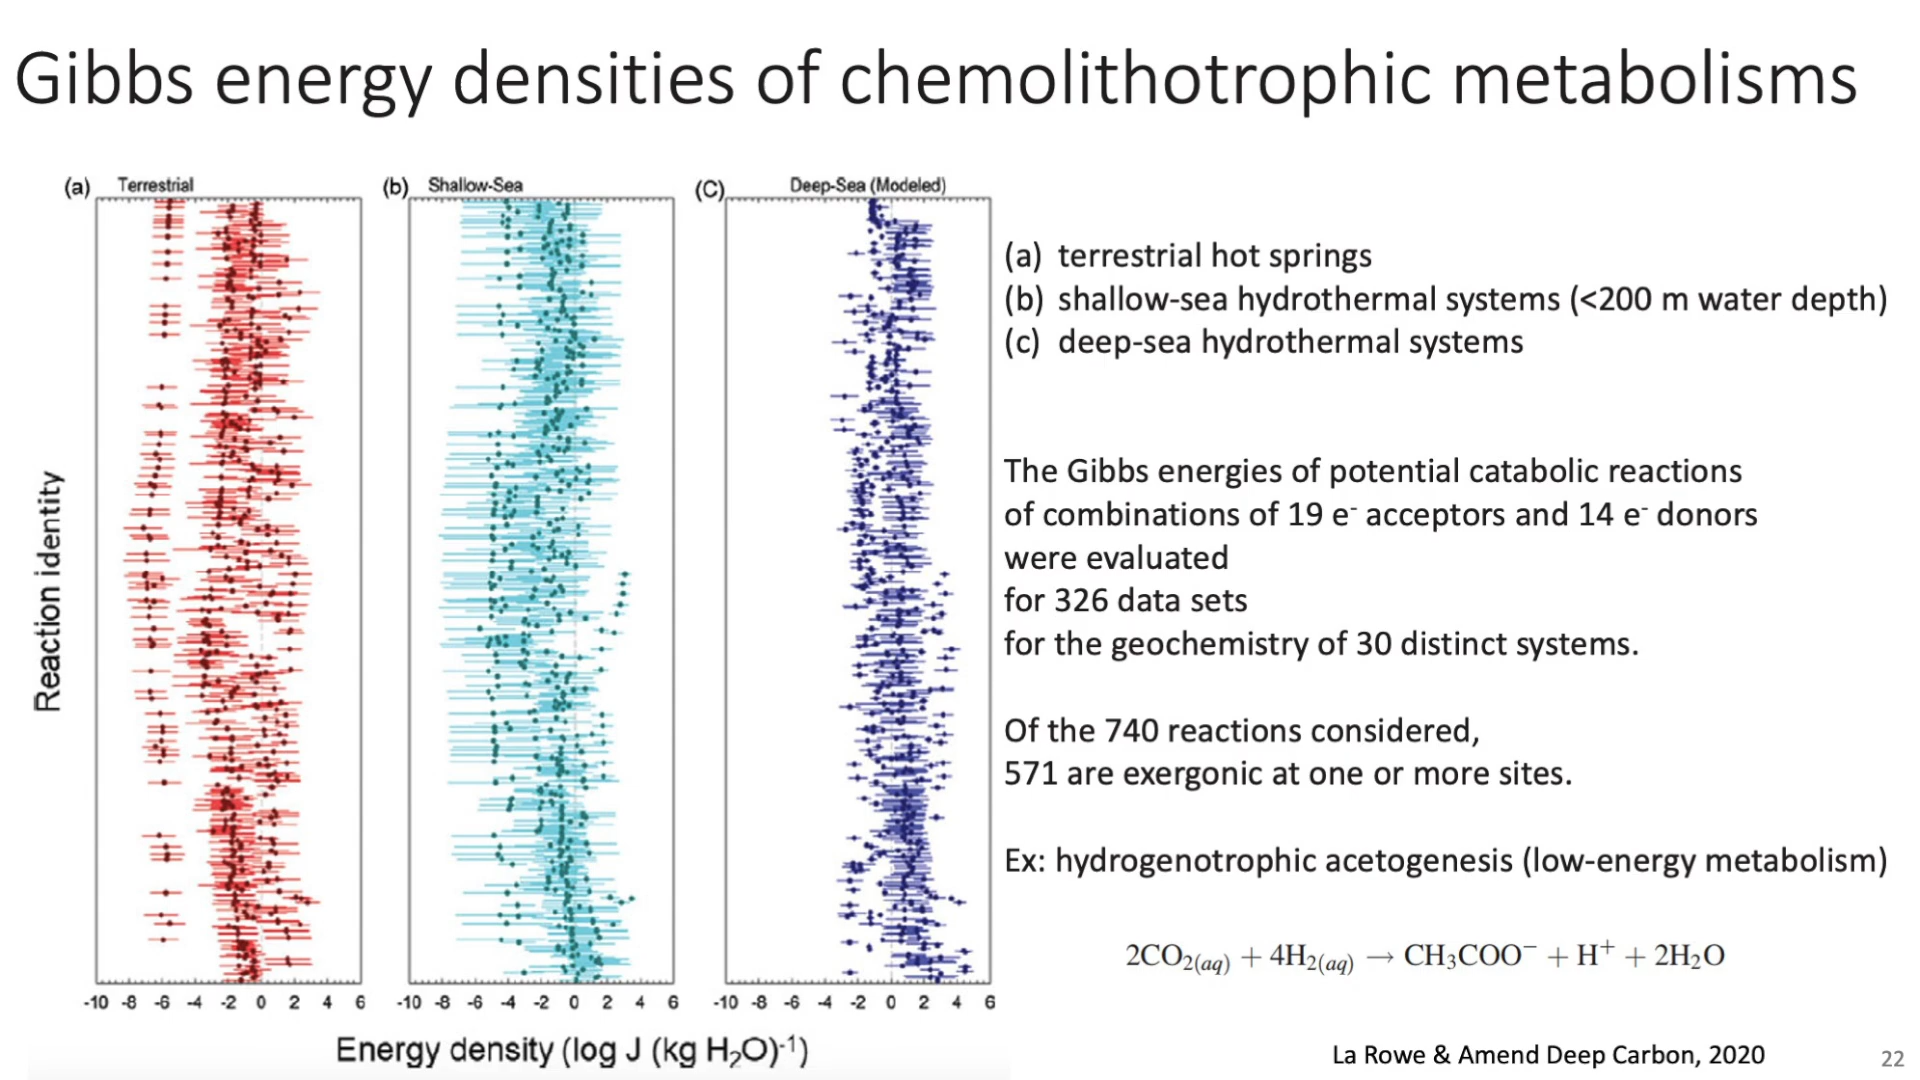 Gibbs energy densities of chemolithotrophic metabolisms
(a) Terrestrial
(b) Shallow-Sea
(C) Deep-Sea (Modeled)
Reaction identity
-10 -8 -6 -4 -2 0 2 4 6
-10 -8 -6 -4 -2 0 2 4 6
-10 -8 -6 -4 -2 0 2 4 6
Energy density (log J (kg H₂O)⁻¹)
(a) terrestrial hot springs
(b) shallow-sea hydrothermal systems (<200 m water depth)
(c) deep-sea hydrothermal systems
The Gibbs energies of potential catabolic reactions
of combinations of 19 e⁻ acceptors and 14 e⁻ donors
were evaluated
for 326 data sets
for the geochemistry of 30 distinct systems.
Of the 740 reactions considered,
571 are exergonic at one or more sites.
Ex: hydrogenotrophic acetogenesis (low-energy metabolism)
2CO₂(aq) + 4H₂(aq) → CH₃COO⁻ + H⁺ + 2H₂O
La Rowe & Amend Deep Carbon, 2020
22